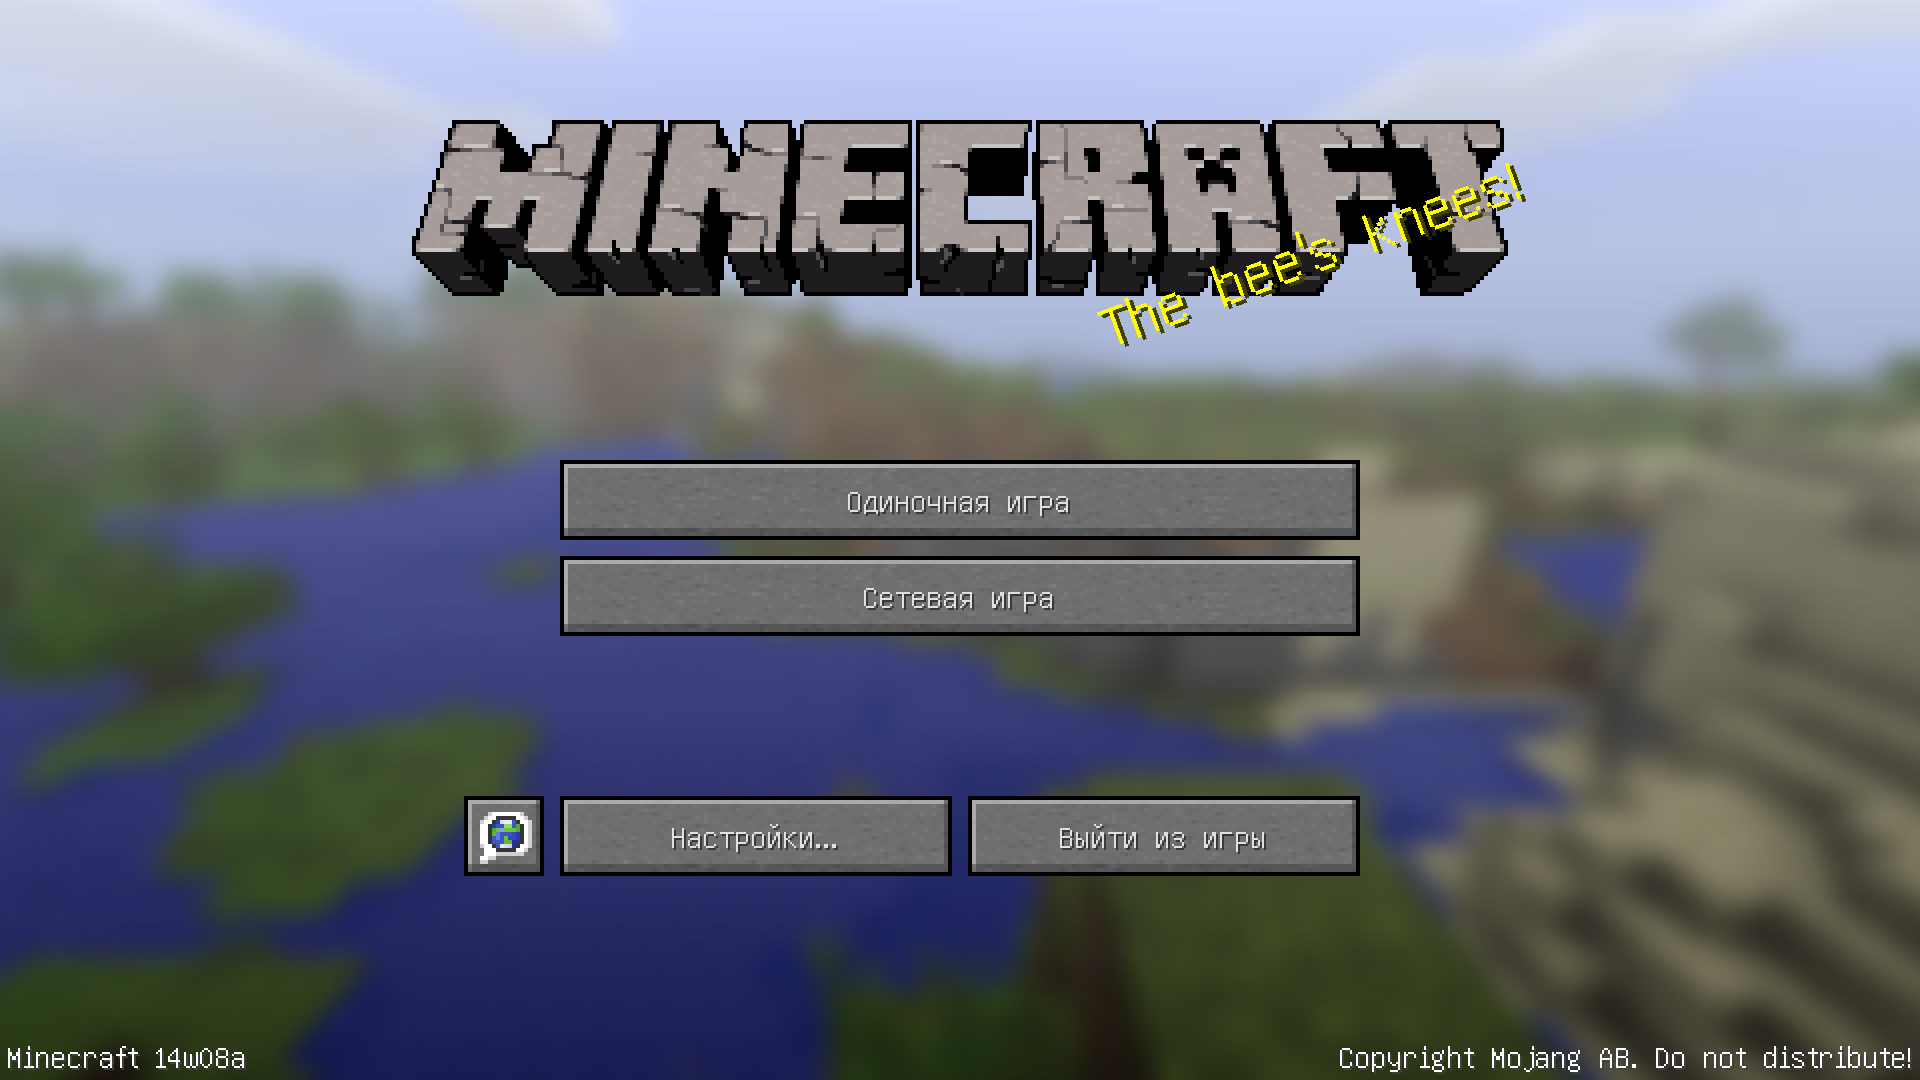 MINECRAFT
The bee's knees!
Одиночная игра
Сетевая игра
Настройки...
Выйти из игры
Minecraft 14w08a
Copyright Mojang AB. Do not distribute!